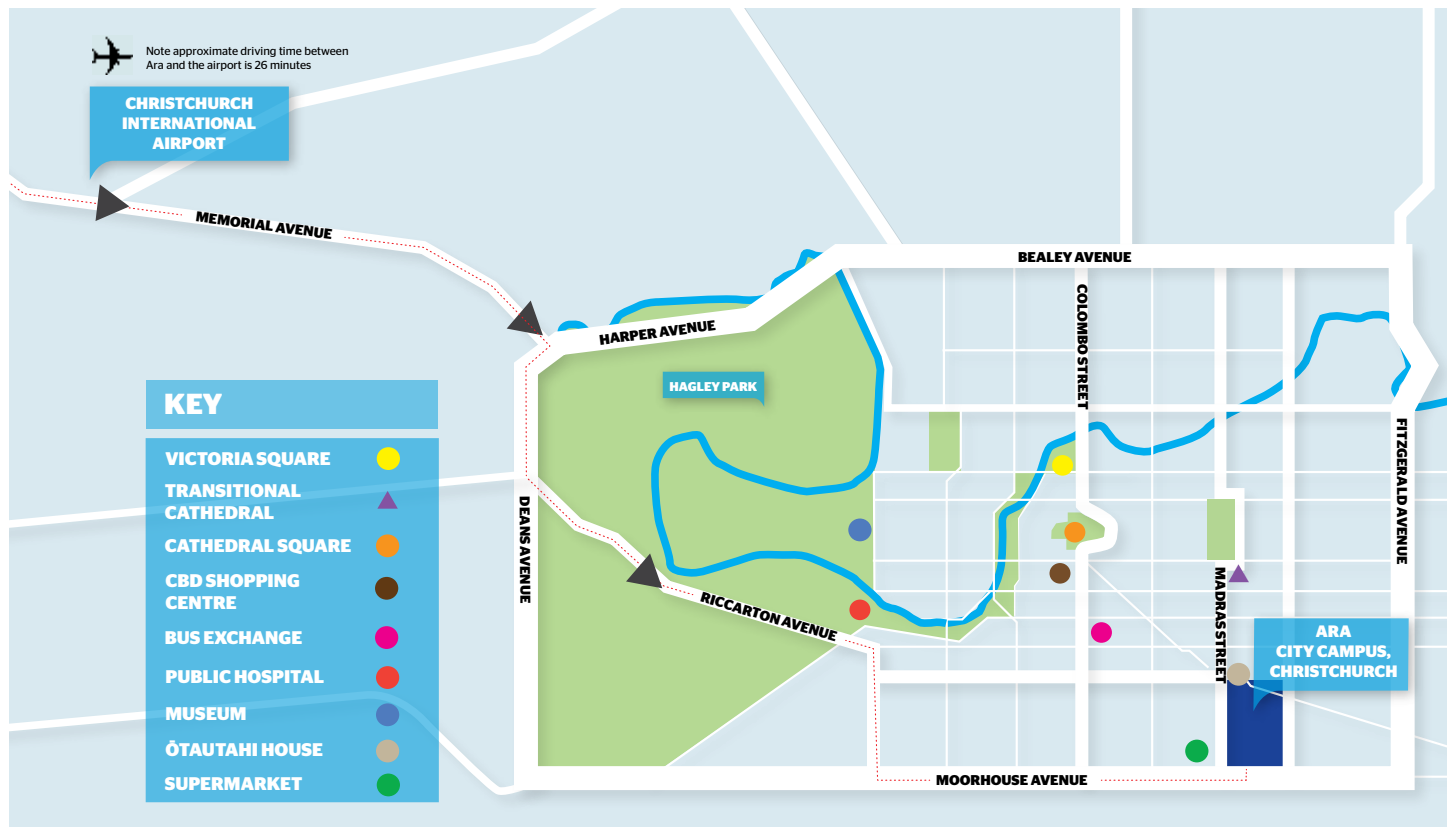 Note approximate driving time between
Ara and the airport is 26 minutes
CHRISTCHURCH
INTERNATIONAL
AIRPORT
MEMORIAL AVENUE
BEALEY AVENUE
HARPER AVENUE
COLOMBO STREET
HAGLEY PARK
KEY
VICTORIA SQUARE
TRANSITIONAL
CATHEDRAL
CATHEDRAL SQUARE
CBD SHOPPING
CENTRE
BUS EXCHANGE
PUBLIC HOSPITAL
MUSEUM
ŌTAUTAHI HOUSE
SUPERMARKET
DEANS AVENUE
RICCARTON AVENUE
FITZGERALD AVENUE
MADRAS STREET
ARA
CITY CAMPUS,
CHRISTCHURCH
MOORHOUSE AVENUE